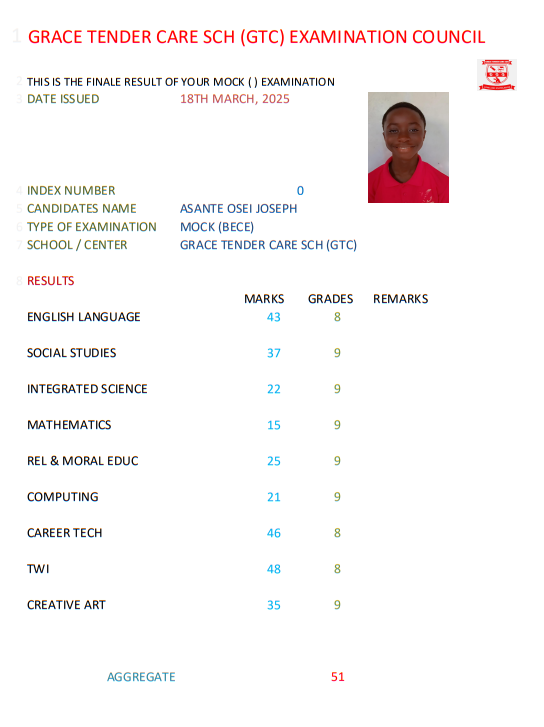 1 GRACE TENDER CARE SCH (GTC) EXAMINATION COUNCIL
2 THIS IS THE FINALE RESULT OF YOUR MOCK ( ) EXAMINATION
3 DATE ISSUED 18TH MARCH, 2025
4 INDEX NUMBER 0
5 CANDIDATES NAME ASANTE OSEI JOSEPH
6 TYPE OF EXAMINATION MOCK (BECE)
7 SCHOOL / CENTER GRACE TENDER CARE SCH (GTC)
8 RESULTS
MARKS GRADES REMARKS
ENGLISH LANGUAGE 43 8
SOCIAL STUDIES 37 9
INTEGRATED SCIENCE 22 9
MATHEMATICS 15 9
REL & MORAL EDUC 25 9
COMPUTING 21 9
CAREER TECH 46 8
TWI 48 8
CREATIVE ART 35 9
AGGREGATE 51